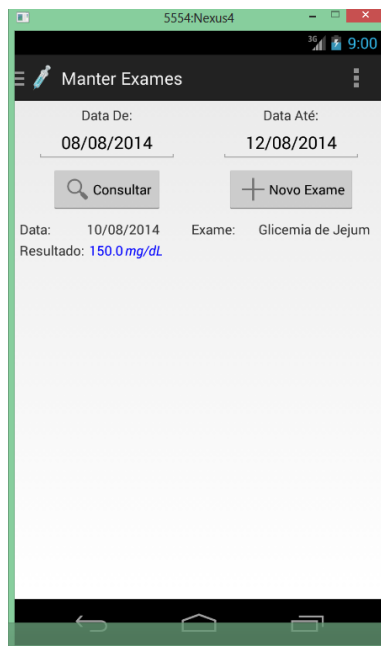 5554:Nexus4
3G 9:00
Manter Exames
Data De: Data Até:
08/08/2014 12/08/2014
Consultar Novo Exame
Data: 10/08/2014 Exame: Glicemia de Jejum
Resultado: 150.0 mg/dL